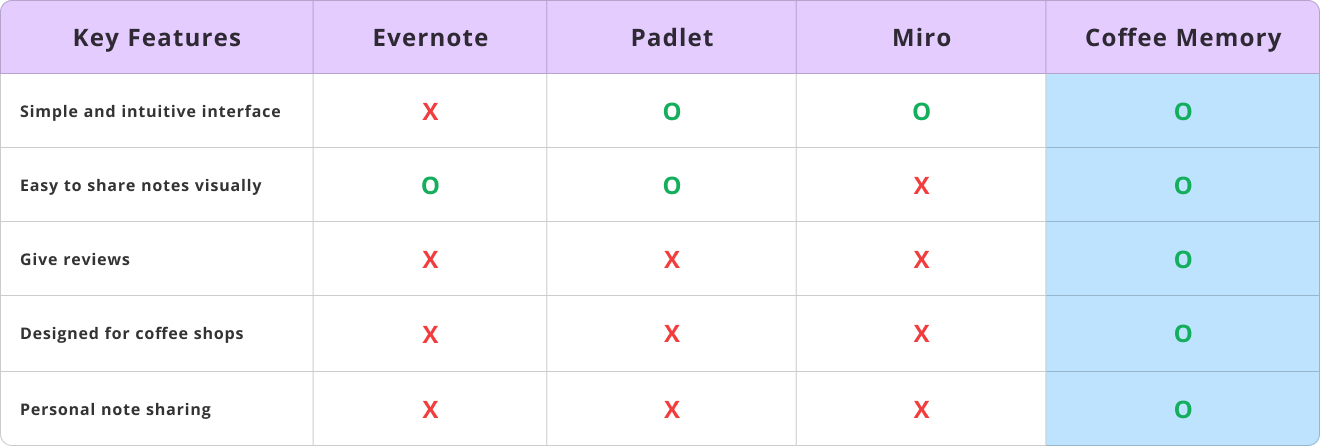 Key Features Evernote Padlet Miro Coffee Memory
Simple and intuitive interface X O O O
Easy to share notes visually O O X O
Give reviews X X X O
Designed for coffee shops X X X O
Personal note sharing X X X O